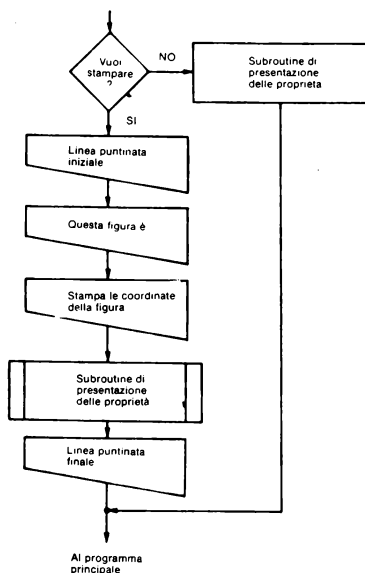 Vuoi
stampare
?
NO
Subroutine di
presentazione
delle proprieta
SI
Linea puntinata
iniziale
Questa figura è
Stampa le coordinate
della figura
Subroutine di
presentazione
delle proprietà
Linea puntinata
finale
Al programma
principale